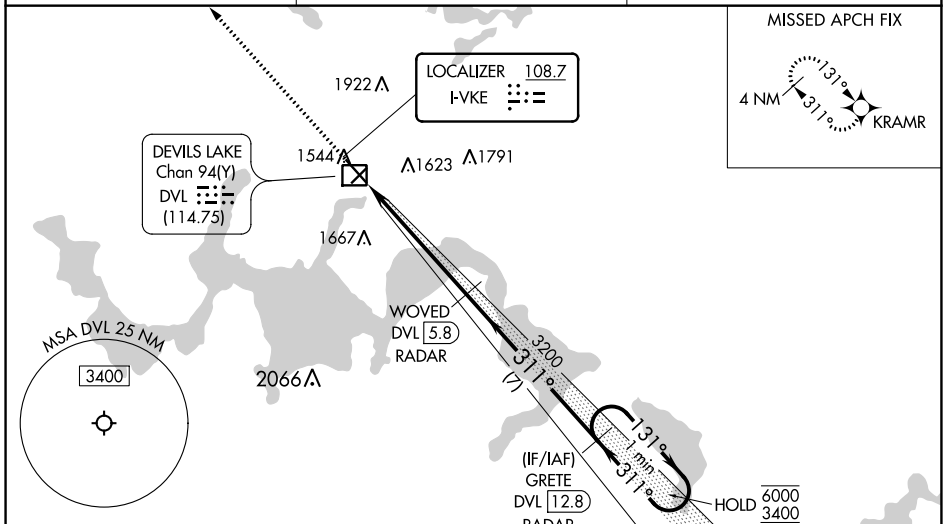 MISSED APCH FIX
131°
4 NM
311°
KRAMR
LOCALIZER 108.7
I-VKE
1922
1544
1623
1791
DEVILS LAKE
Chan 94(Y)
DVL
(114.75)
1667
WOVED
DVL 5.8
RADAR
3200
311°
(7)
MSA DVL 25 NM
3400
2066
131°
1 min
311°
(IF/IAF)
GRETE
DVL 12.8
RADAR
HOLD 6000
3400